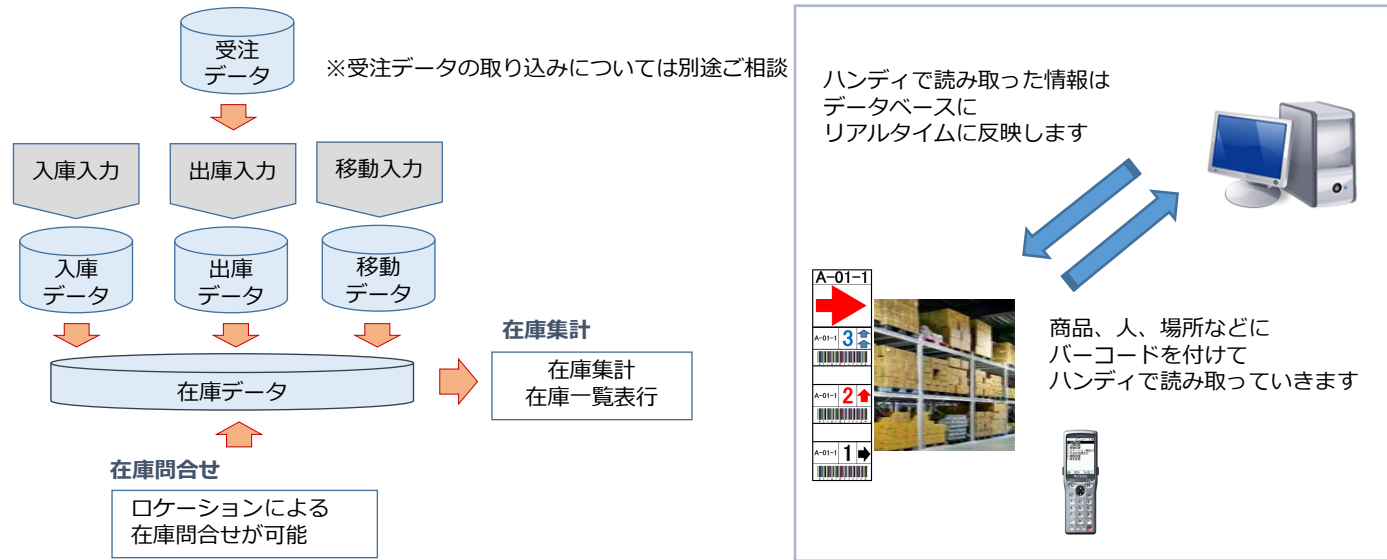 受注
データ
※受注データの取り込みについては別途ご相談
入庫入力
出庫入力
移動入力
入庫
データ
出庫
データ
移動
データ
在庫データ
在庫集計
在庫集計
在庫一覧表行
在庫問合せ
ロケーションによる
在庫問合せが可能
ハンディで読み取った情報は
データベースに
リアルタイムに反映します
A-01-1
A-01-1 3
A-01-1 2
A-01-1 1
商品、人、場所などに
バーコードを付けて
ハンディで読み取っていきます